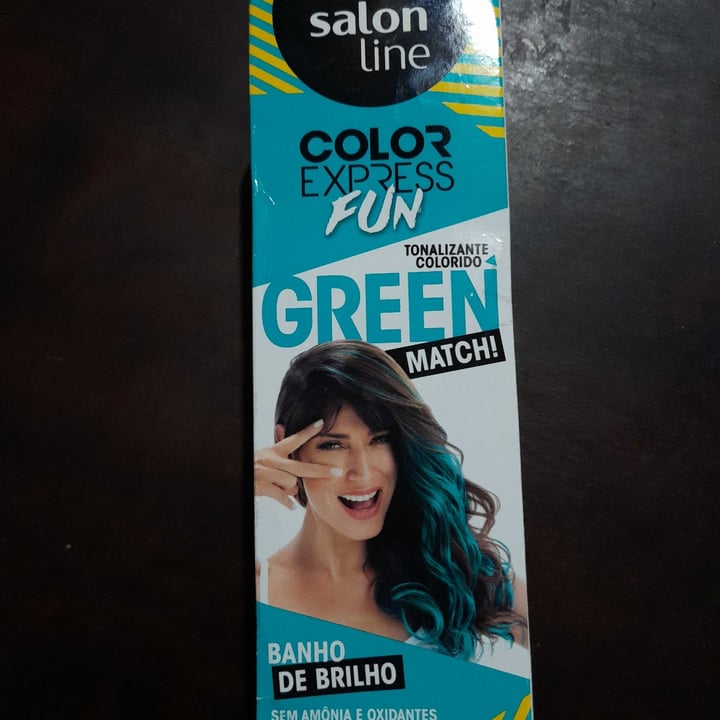 salon
line
COLOR
EXPRESS
FUN
TONALIZANTE
COLORIDO
GREEN
MATCH!
BANHO
DE BRILHO
SEM AMÔNIA E OXIDANTES